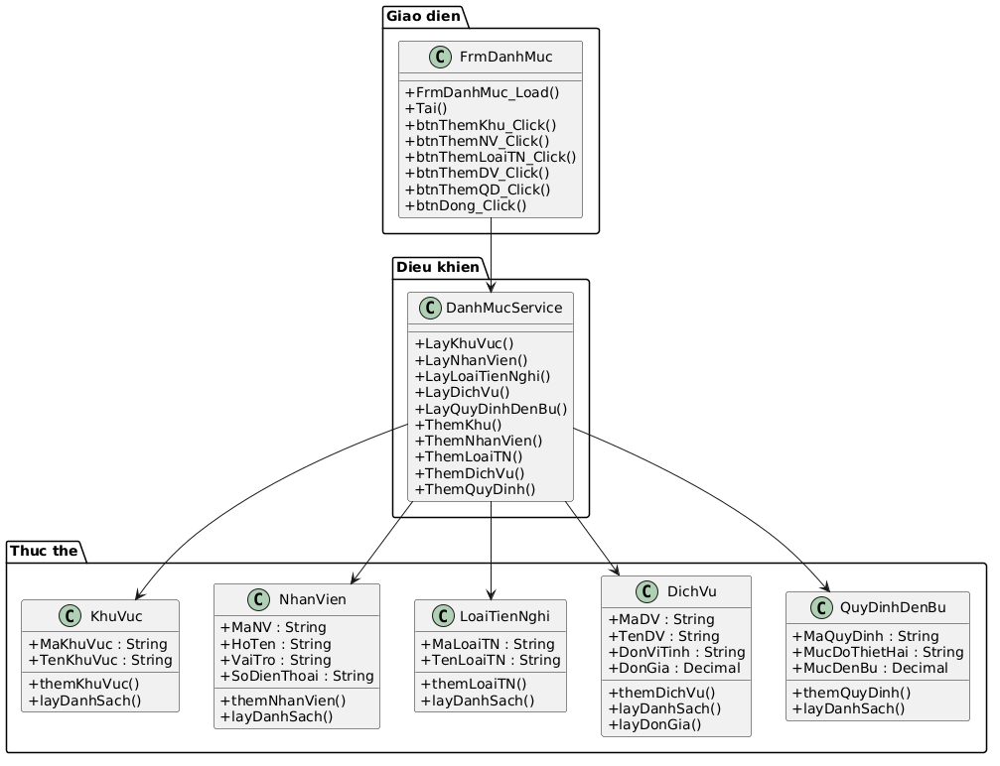 Giao dien
C FrmDanhMuc
+FrmDanhMuc_Load()
+Tai()
+btnThemKhu_Click()
+btnThemNV_Click()
+btnThemLoaiTN_Click()
+btnThemDV_Click()
+btnThemQD_Click()
+btnDong_Click()
Dieu khien
C DanhMucService
+LayKhuVuc()
+LayNhanVien()
+LayLoaiTienNghi()
+LayDichVu()
+LayQuyDinhDenBu()
+ThemKhu()
+ThemNhanVien()
+ThemLoaiTN()
+ThemDichVu()
+ThemQuyDinh()
Thuc the
C KhuVuc
+MaKhuVuc : String
+TenKhuVuc : String
+themKhuVuc()
+layDanhSach()
C NhanVien
+MaNV : String
+HoTen : String
+VaiTro : String
+SoDienThoai : String
+themNhanVien()
+layDanhSach()
C LoaiTienNghi
+MaLoaiTN : String
+TenLoaiTN : String
+themLoaiTN()
+layDanhSach()
C DichVu
+MaDV : String
+TenDV : String
+DonViTinh : String
+DonGia : Decimal
+themDichVu()
+layDanhSach()
+layDonGia()
C QuyDinhDenBu
+MaQuyDinh : String
+MucDoThietHai : String
+MucDenBu : Decimal
+themQuyDinh()
+layDanhSach()